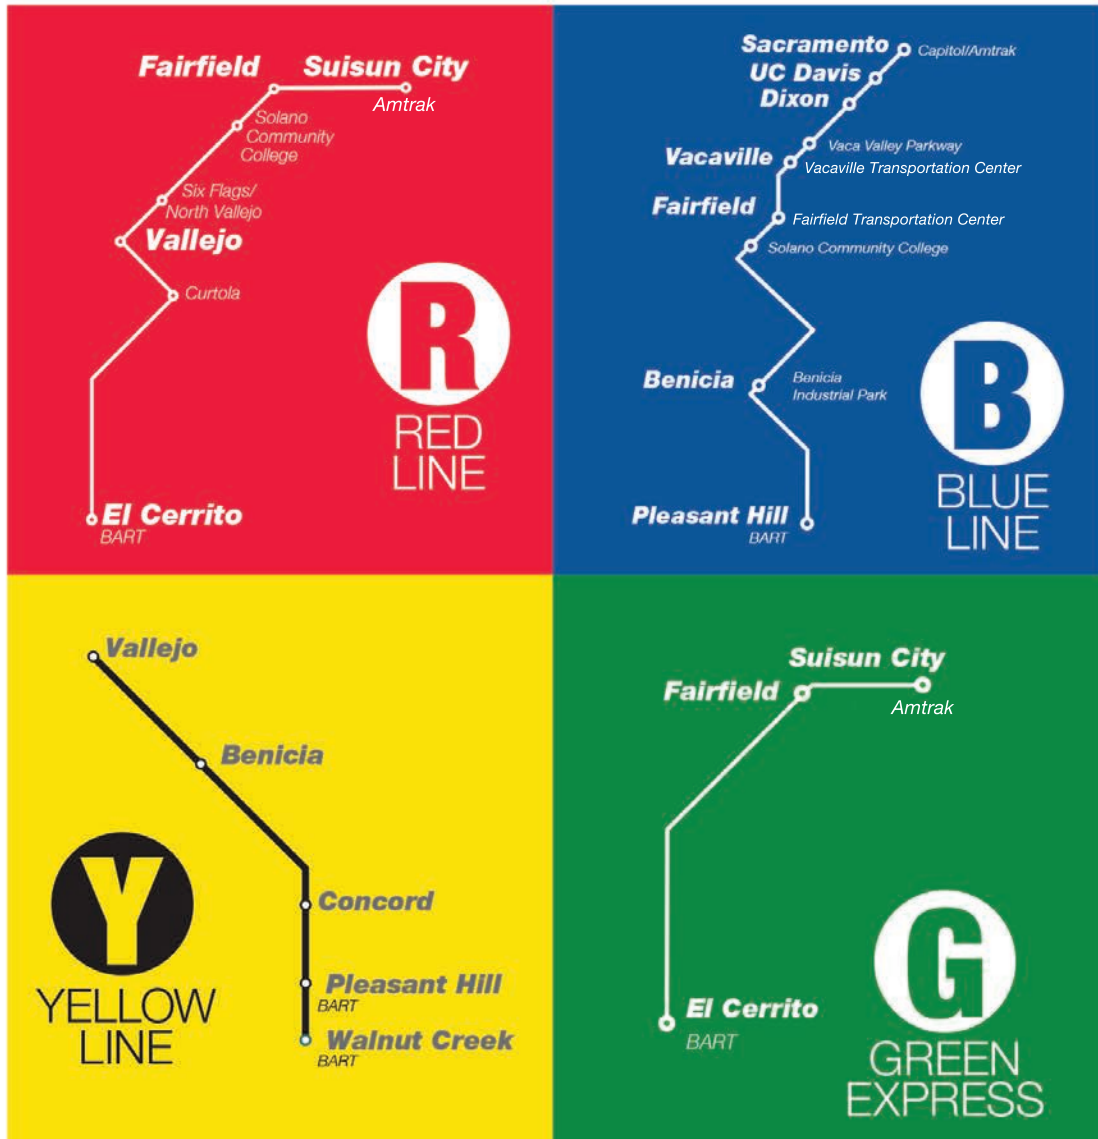 Fairfield
Suisun City
Amtrak
Solano
Community
College
Six Flags/
North Vallejo
Vallejo
Curtola
El Cerrito
BART
R
RED
LINE
Sacramento
Capitol/Amtrak
UC Davis
Dixon
Vaca Valley Parkway
Vacaville
Vacaville Transportation Center
Fairfield
Fairfield Transportation Center
Solano Community College
Benicia
Benicia
Industrial Park
Pleasant Hill
BART
B
BLUE
LINE
Vallejo
Benicia
Concord
Pleasant Hill
BART
Walnut Creek
BART
Y
YELLOW
LINE
Suisun City
Fairfield
Amtrak
El Cerrito
BART
G
GREEN
EXPRESS